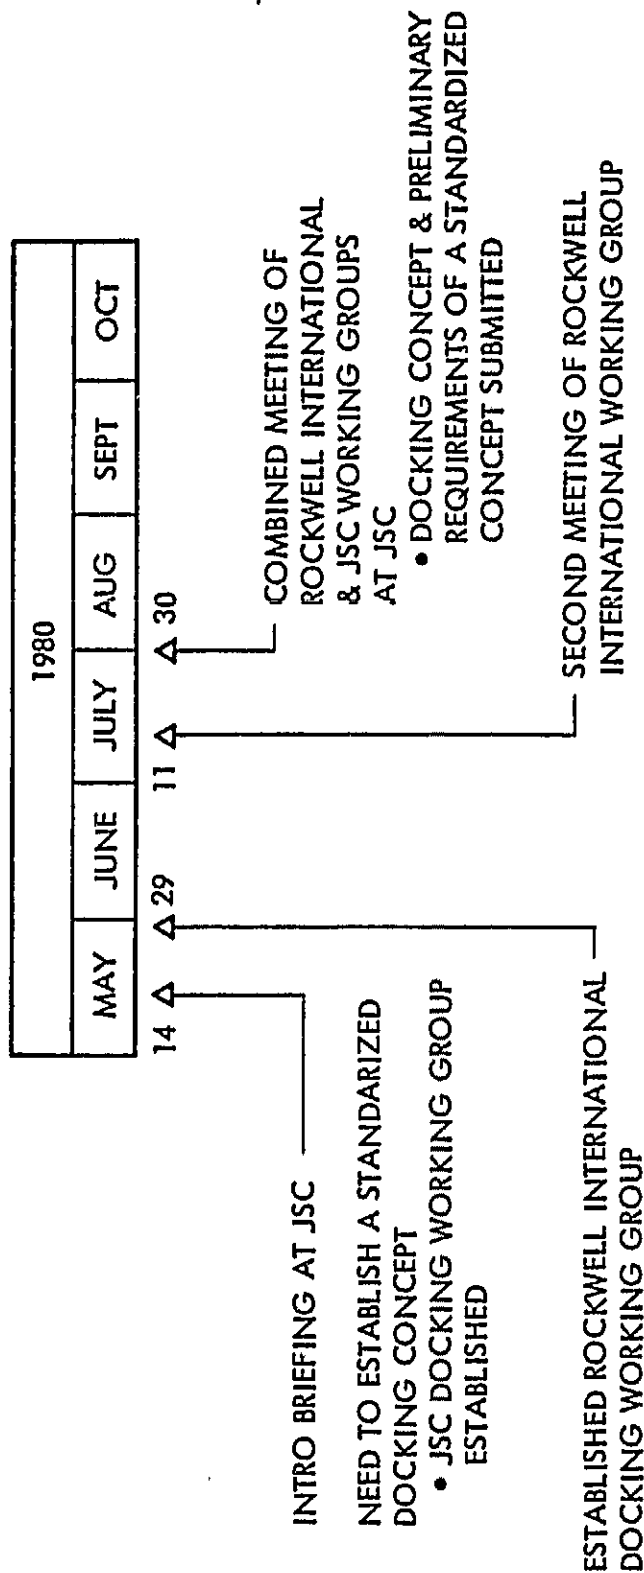 1980
MAY JUNE JULY AUG SEPT OCT
14 29 11 30
INTRO BRIEFING AT JSC
NEED TO ESTABLISH A STANDARIZED
DOCKING CONCEPT
• JSC DOCKING WORKING GROUP
ESTABLISHED
ESTABLISHED ROCKWELL INTERNATIONAL
DOCKING WORKING GROUP
COMBINED MEETING OF
ROCKWELL INTERNATIONAL
& JSC WORKING GROUPS
AT JSC
• DOCKING CONCEPT & PRELIMINARY
REQUIREMENTS OF A STANDARDIZED
CONCEPT SUBMITTED
SECOND MEETING OF ROCKWELL
INTERNATIONAL WORKING GROUP